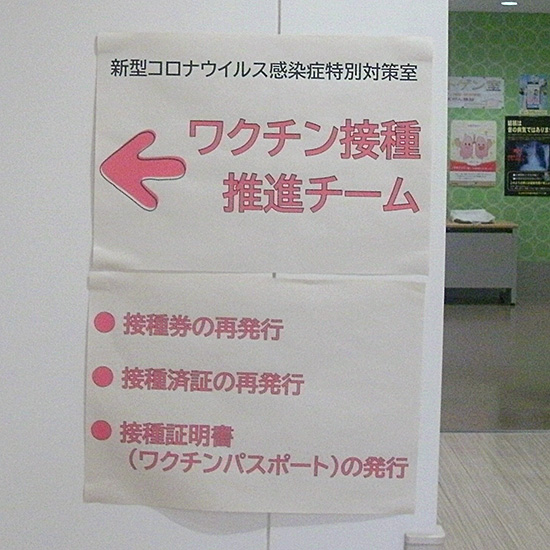 新型コロナウイルス感染症特別対策室
ワクチン接種
推進チーム
● 接種券の再発行
● 接種済証の再発行
● 接種証明書
(ワクチンパスポート)の発行